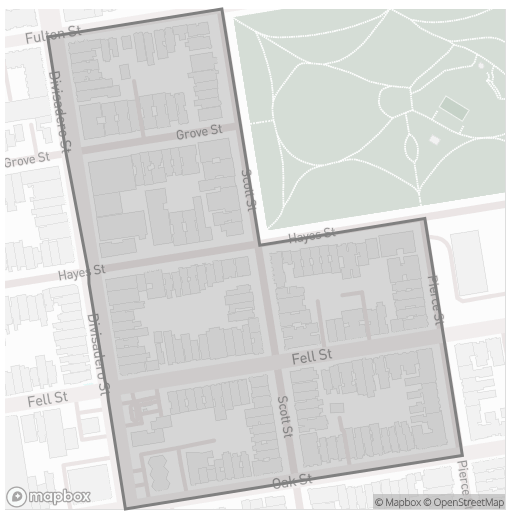 Fulton St
Divisadero St
Grove St
Grove St
Scott St
Hayes St
Hayes St
Pierce St
Divisadero St
Fell St
Fell St
Scott St
Oak St
Pierce
mapbox
© Mapbox © OpenStreetMap